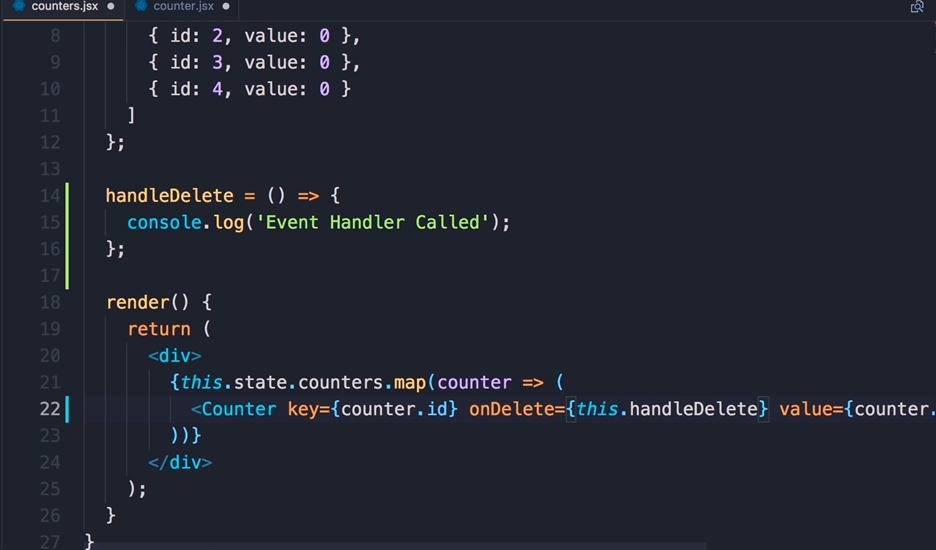 counters.jsx ● counter.jsx ●
8 { id: 2, value: 0 },
9 { id: 3, value: 0 },
10 { id: 4, value: 0 }
11 ]
12 };
13
14 handleDelete = () => {
15 console.log('Event Handler Called');
16 };
17
18 render() {
19 return (
20 <div>
21 {this.state.counters.map(counter => (
22 <Counter key={counter.id} onDelete={this.handleDelete} value={counter.
23 ))}
24 </div>
25 );
26 }
27 }